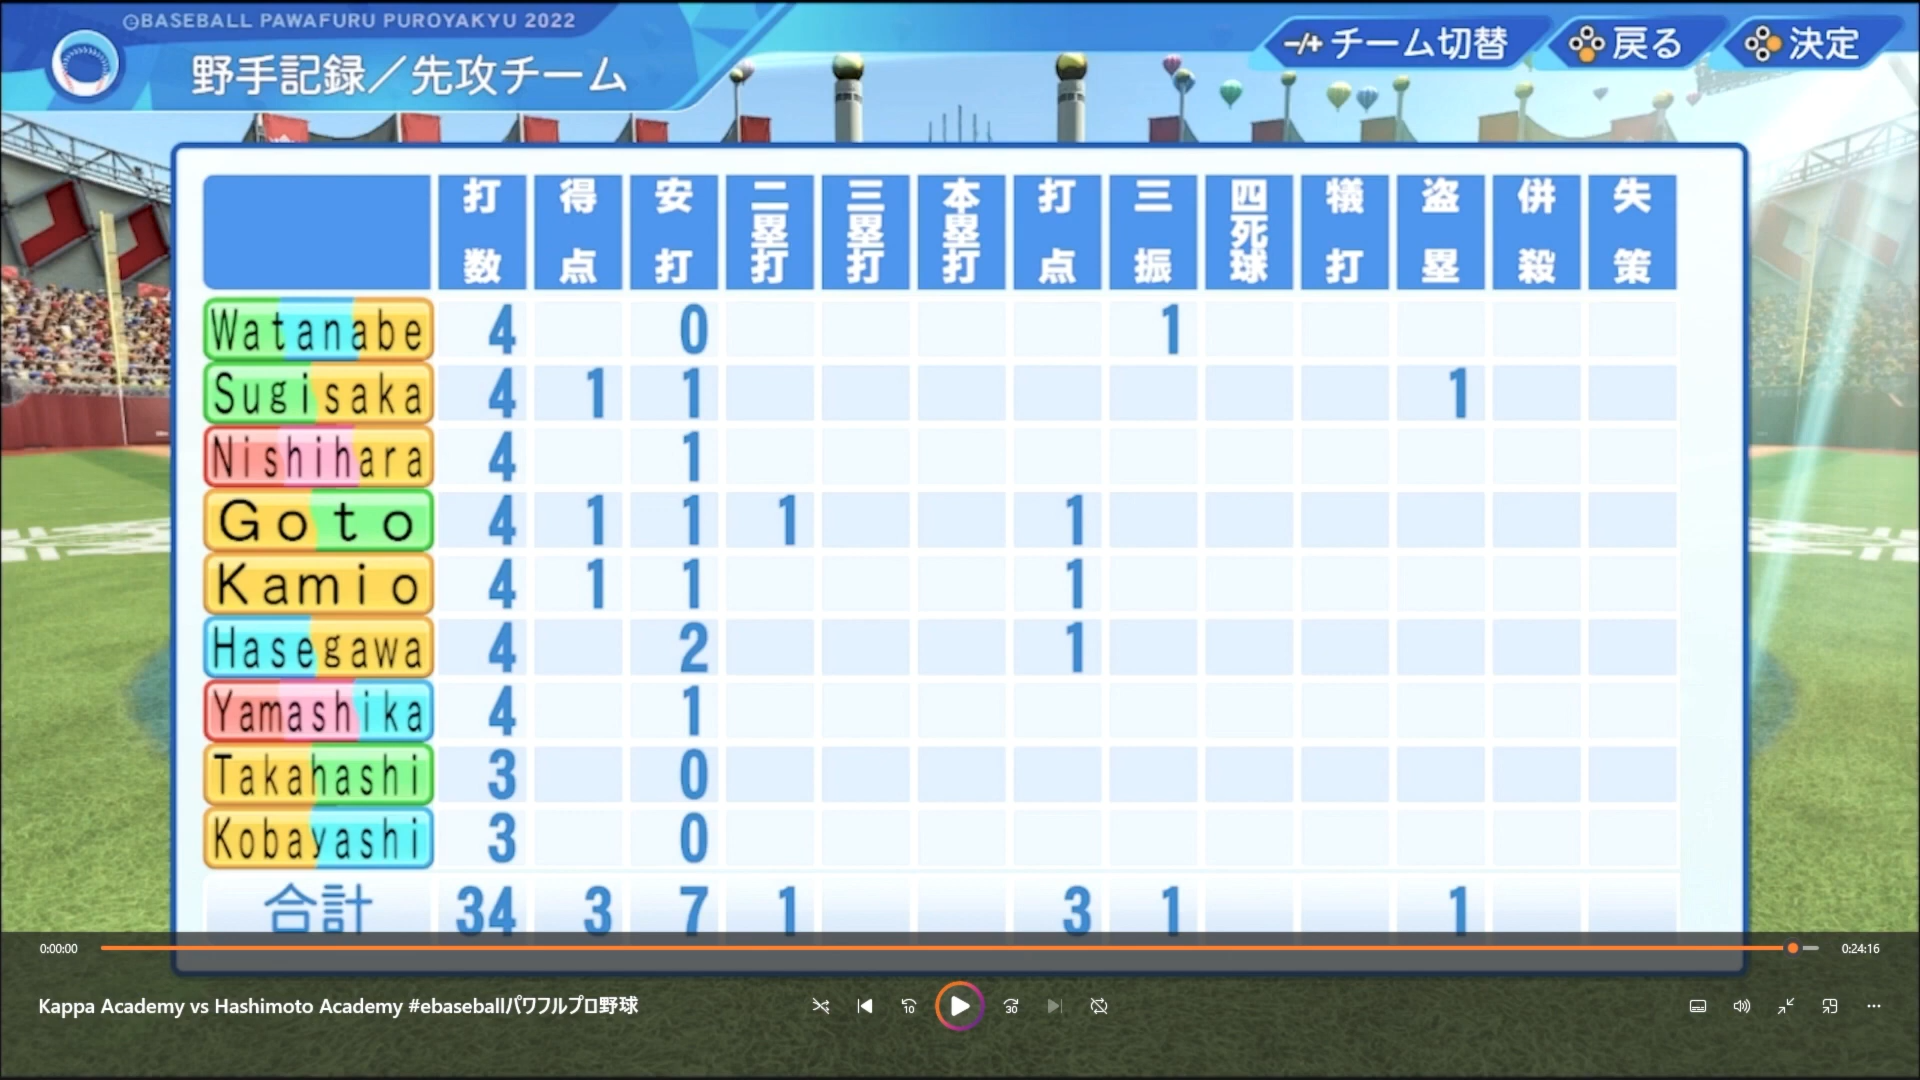 ©BASEBALL PAWAFURU PUROYAKYU 2022
野手記録／先攻チーム
−/+ チーム切替 戻る 決定
打数 得点 安打 二塁打 三塁打 本塁打 打点 三振 四死球 犠打 盗塁 併殺 失策
Watanabe 4 0 1
Sugisaka 4 1 1 1
Nishihara 4 1
Goto 4 1 1 1 1
Kamio 4 1 1 1
Hasegawa 4 2 1
Yamashika 4 1
Takahashi 3 0
Kobayashi 3 0
合計 34 3 7 1 3 1 1
0:00:00 0:24:16
Kappa Academy vs Hashimoto Academy #ebaseballパワフルプロ野球
10 30